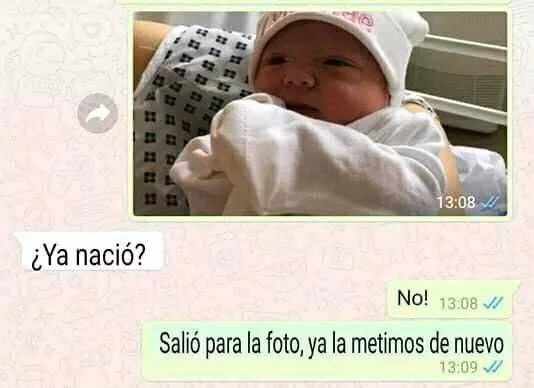 13:08
¿Ya nació?
No! 13:08
Salió para la foto, ya la metimos de nuevo
13:09